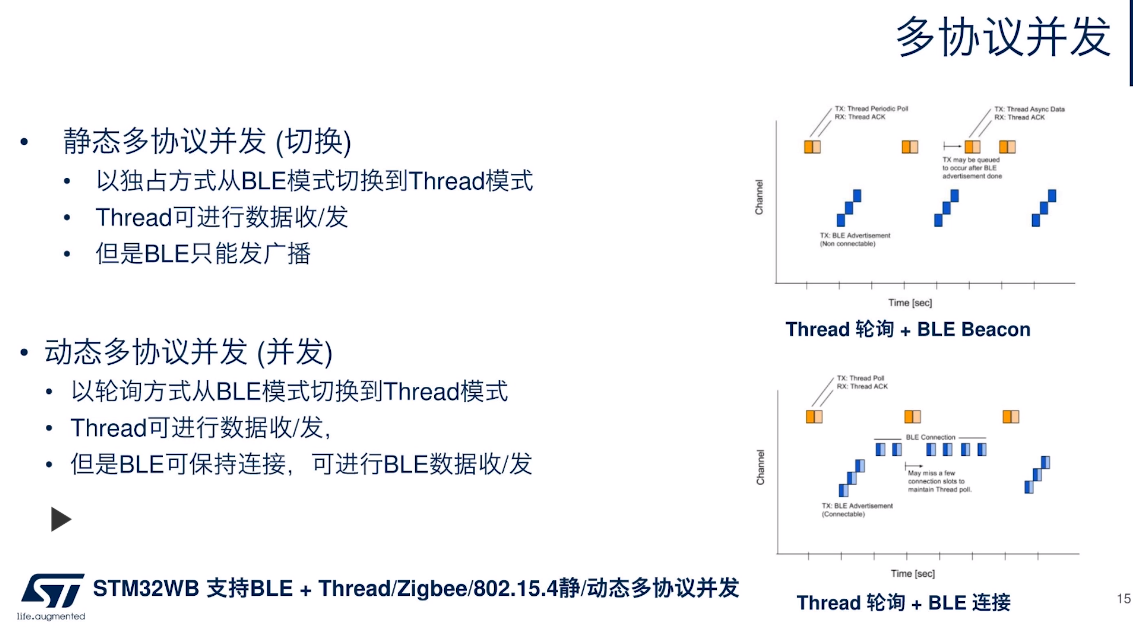 多协议并发
• 静态多协议并发 (切换)
• 以独占方式从BLE模式切换到Thread模式
• Thread可进行数据收/发
• 但是BLE只能发广播
• 动态多协议并发 (并发)
• 以轮询方式从BLE模式切换到Thread模式
• Thread可进行数据收/发,
• 但是BLE可保持连接，可进行BLE数据收/发
TX: Thread Periodic Poll
RX: Thread ACK
TX: Thread Async Data
RX: Thread ACK
TX may be queued
to occur after BLE
advertisement done
Channel
TX: BLE Advertisement
(Non connectable)
Time [sec]
Thread 轮询 + BLE Beacon
TX: Thread Poll
RX: Thread ACK
BLE Connection
May miss a few
connection slots to
maintain Thread poll.
Channel
TX: BLE Advertisement
(Connectable)
Time [sec]
Thread 轮询 + BLE 连接
STM32WB 支持BLE + Thread/Zigbee/802.15.4静/动态多协议并发
ST
life.augmented
15